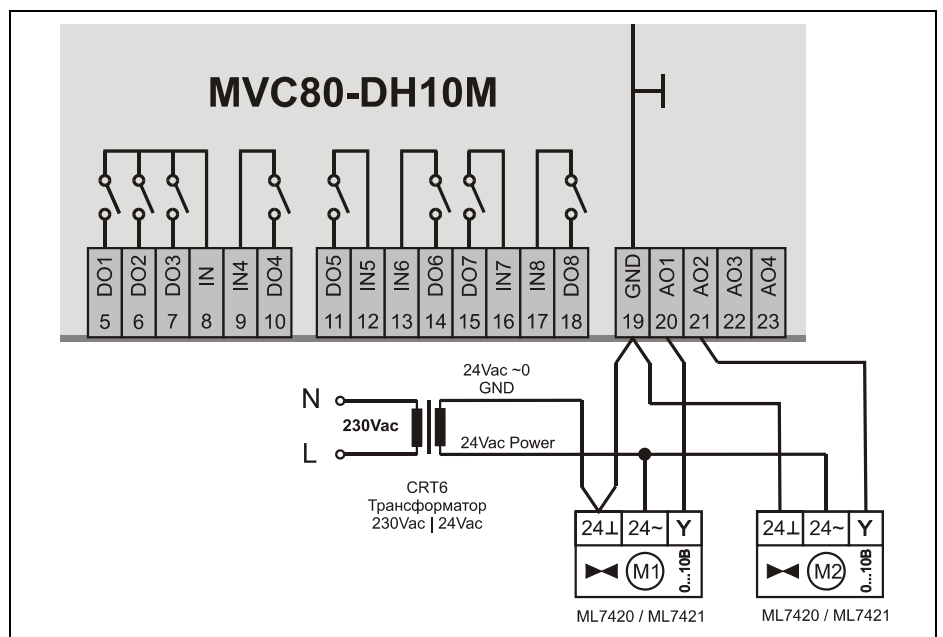 MVC80-DH10M
DO1 DO2 DO3 IN IN4 DO4 DO5 IN5 IN6 DO6 DO7 IN7 IN8 DO8 GND AO1 AO2 AO3 AO4
5 6 7 8 9 10 11 12 13 14 15 16 17 18 19 20 21 22 23
24Vac ~0
GND
N
230Vac
24Vac Power
L
CRT6
Трансформатор
230Vac | 24Vac
24⊥ 24~ Y
M1
0...10В
ML7420 / ML7421
24⊥ 24~ Y
M2
0...10В
ML7420 / ML7421